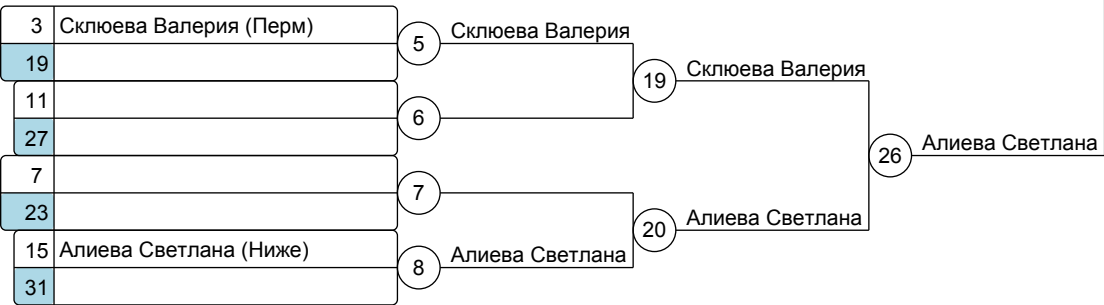 3 Склюева Валерия (Перм)
19
5 Склюева Валерия
11
27
6
19 Склюева Валерия
7
23
7
15 Алиева Светлана (Ниже)
31
8 Алиева Светлана
20 Алиева Светлана
26 Алиева Светлана